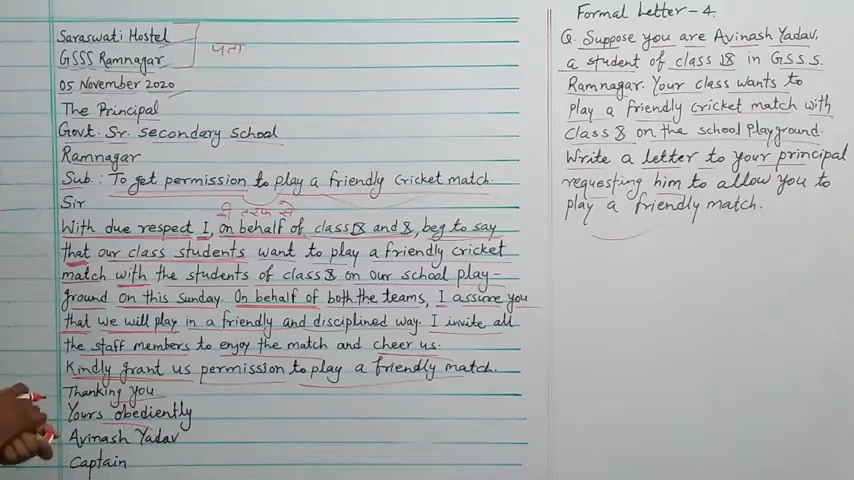 Saraswati Hostel
GSSS Ramnagar
पता
05 November 2020
The Principal
Govt. Sr. Secondary School
Ramnagar
Sub.: To get permission to play a friendly cricket match.
Sir
की तरफ से
With due respect I, on behalf of class IX and X, beg to say
that our class students want to play a friendly cricket
match with the students of class X on our school play-
ground on this sunday. On behalf of both the teams, I assure you
that we will play in a friendly and disciplined way. I invite all
the staff members to enjoy the match and cheer us.
Kindly grant us permission to play a friendly match.
Thanking you
Yours obediently
Avinash Yadav
Captain
Formal Letter-4.
Q. Suppose you are Avinash Yadav,
a student of class IX in G.S.S.S.
Ramnagar. Your class wants to
play a friendly cricket match with
class X on the school playground.
Write a letter to your principal
requesting him to allow you to
play a friendly match.